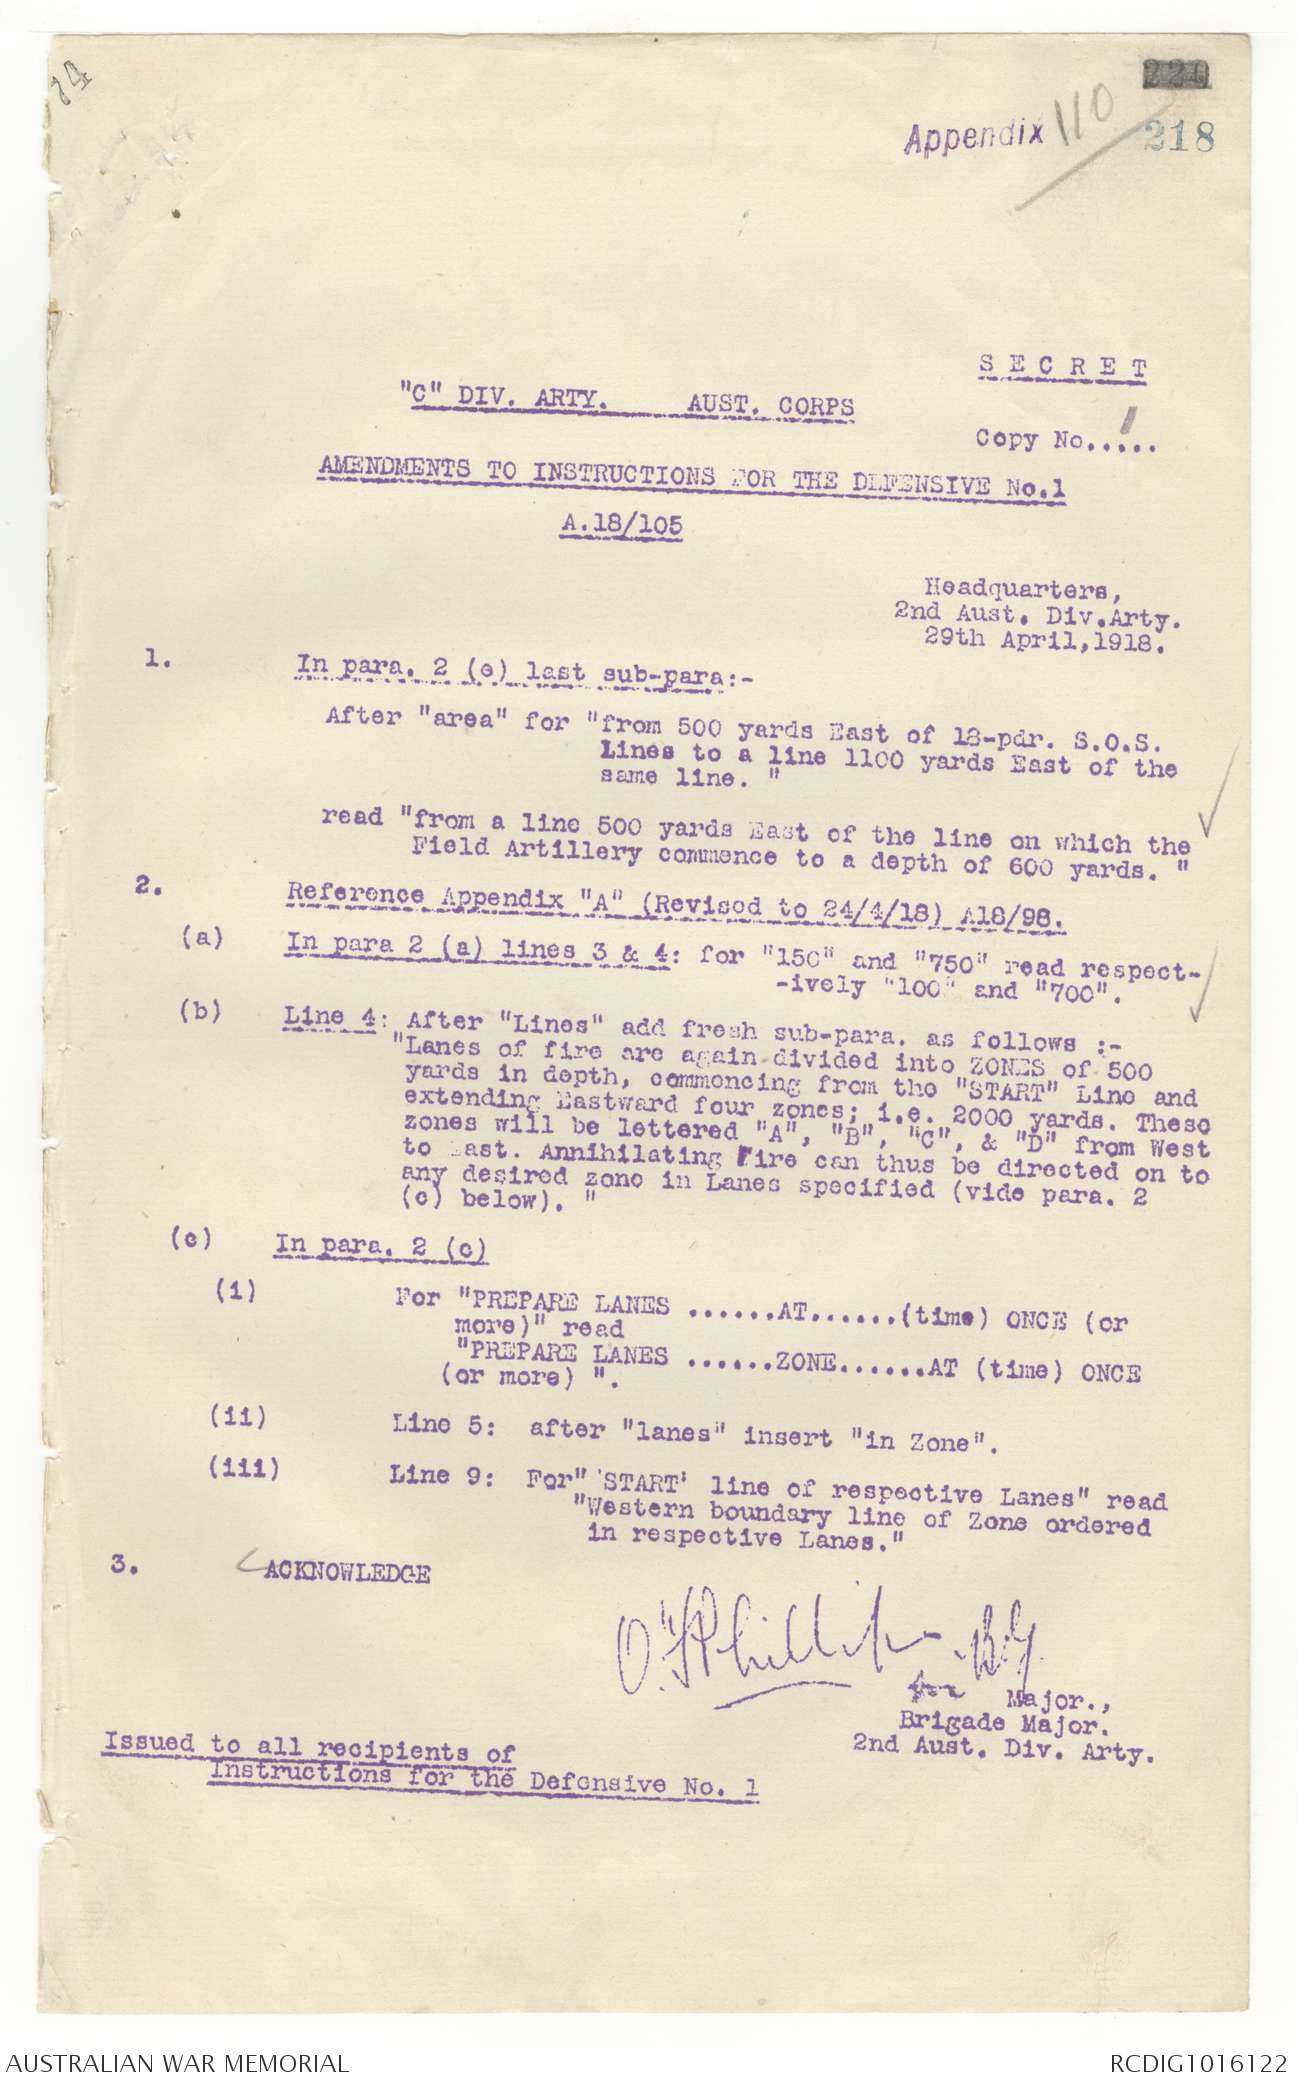 24
Appendix 110
218
S E C R E T
"C" DIV. ARTY. AUST. CORPS
Copy No..1...
AMENDMENTS TO INSTRUCTIONS FOR THE DEFENSIVE No.1
A.18/105
Headquarters,
2nd Aust. Div.Arty.
29th April,1918.
1. In para. 2 (e) last sub-para:-
After "area" for "from 500 yards East of 18-pdr. S.O.S.
Lines to a line 1100 yards East of the
same line. "
read "from a line 500 yards East of the line on which the
Field Artillery commence to a depth of 600 yards. "
2. Reference Appendix "A" (Revised to 24/4/18) A18/98.
(a) In para 2 (a) lines 3 & 4: for "150" and "750" read respect-
-ively "100" and "700".
(b) Line 4: After "Lines" add fresh sub-para. as follows :-
"Lanes of fire are again divided into ZONES of 500
yards in depth, commencing from the "START" Line and
extending Eastward four zones; i.e. 2000 yards. These
zones will be lettered "A", "B", "C", & "D" from West
to East. Annihilating Fire can thus be directed on to
any desired zone in Lanes specified (vide para. 2
(c) below). "
(c) In para. 2 (c)
(i) For "PREPARE LANES ......AT......(time) ONCE (or
more)" read
"PREPARE LANES ......ZONE......AT (time) ONCE
(or more) ".
(ii) Line 5: after "lanes" insert "in Zone".
(iii) Line 9: For" 'START' line of respective Lanes" read
"Western boundary line of Zone ordered
in respective Lanes."
3. ACKNOWLEDGE
O.F. Phillips B.G.
for Major.,
Brigade Major.
2nd Aust. Div. Arty.
Issued to all recipients of
Instructions for the Defensive No. 1
AUSTRALIAN WAR MEMORIAL RCDIG1016122